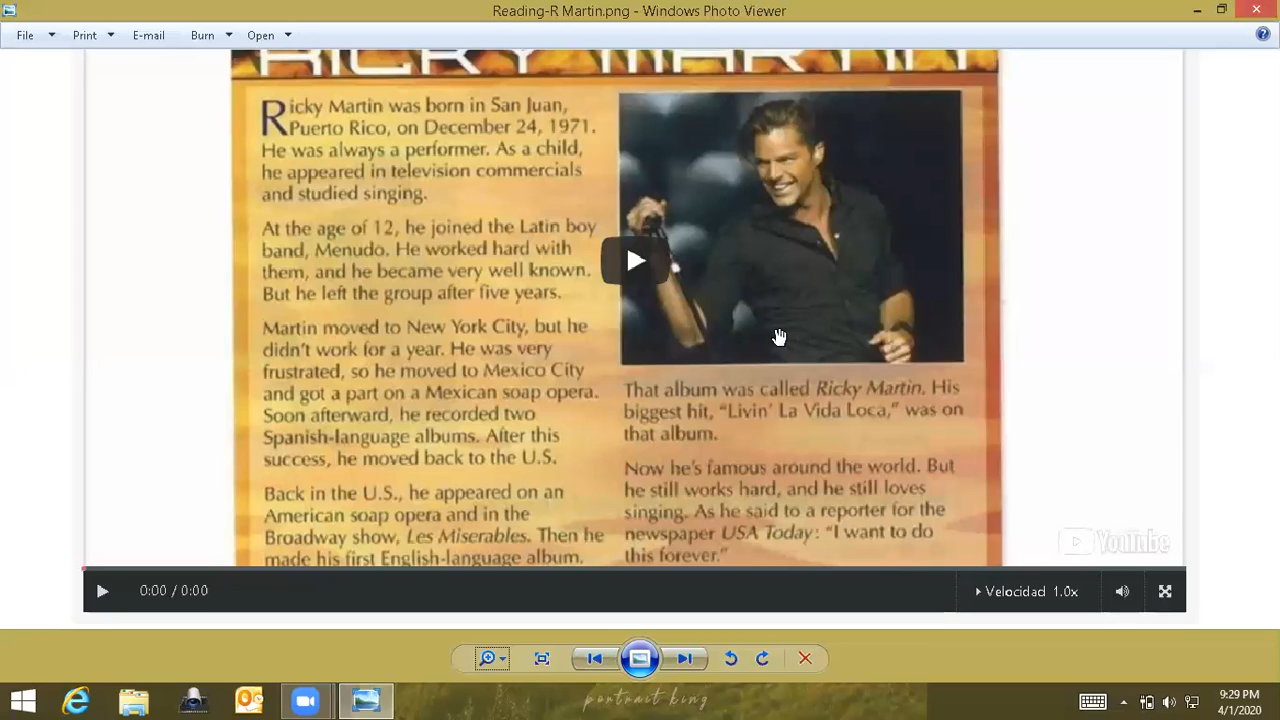 Reading-R Martin.png - Windows Photo Viewer
File
Print
E-mail
Burn
Open
RICKY MARTIN
Ricky Martin was born in San Juan,
Puerto Rico, on December 24, 1971.
He was always a performer. As a child,
he appeared in television commercials
and studied singing.
At the age of 12, he joined the Latin boy
band, Menudo. He worked hard with
them, and he became very well known.
But he left the group after five years.
Martin moved to New York City, but he
didn't work for a year. He was very
frustrated, so he moved to Mexico City
and got a part on a Mexican soap opera.
Soon afterward, he recorded two
Spanish-language albums. After this
success, he moved back to the U.S.
Back in the U.S., he appeared on an
American soap opera and in the
Broadway show, Les Miserables. Then he
made his first English-language album.
That album was called Ricky Martin. His
biggest hit, "Livin' La Vida Loca," was on
that album.
Now he's famous around the world. But
he still works hard, and he still loves
singing. As he said to a reporter for the
newspaper USA Today: "I want to do
this forever."
YouTube
0:00 / 0:00
Velocidad 1.0x
portrait king
9:29 PM
4/1/2020